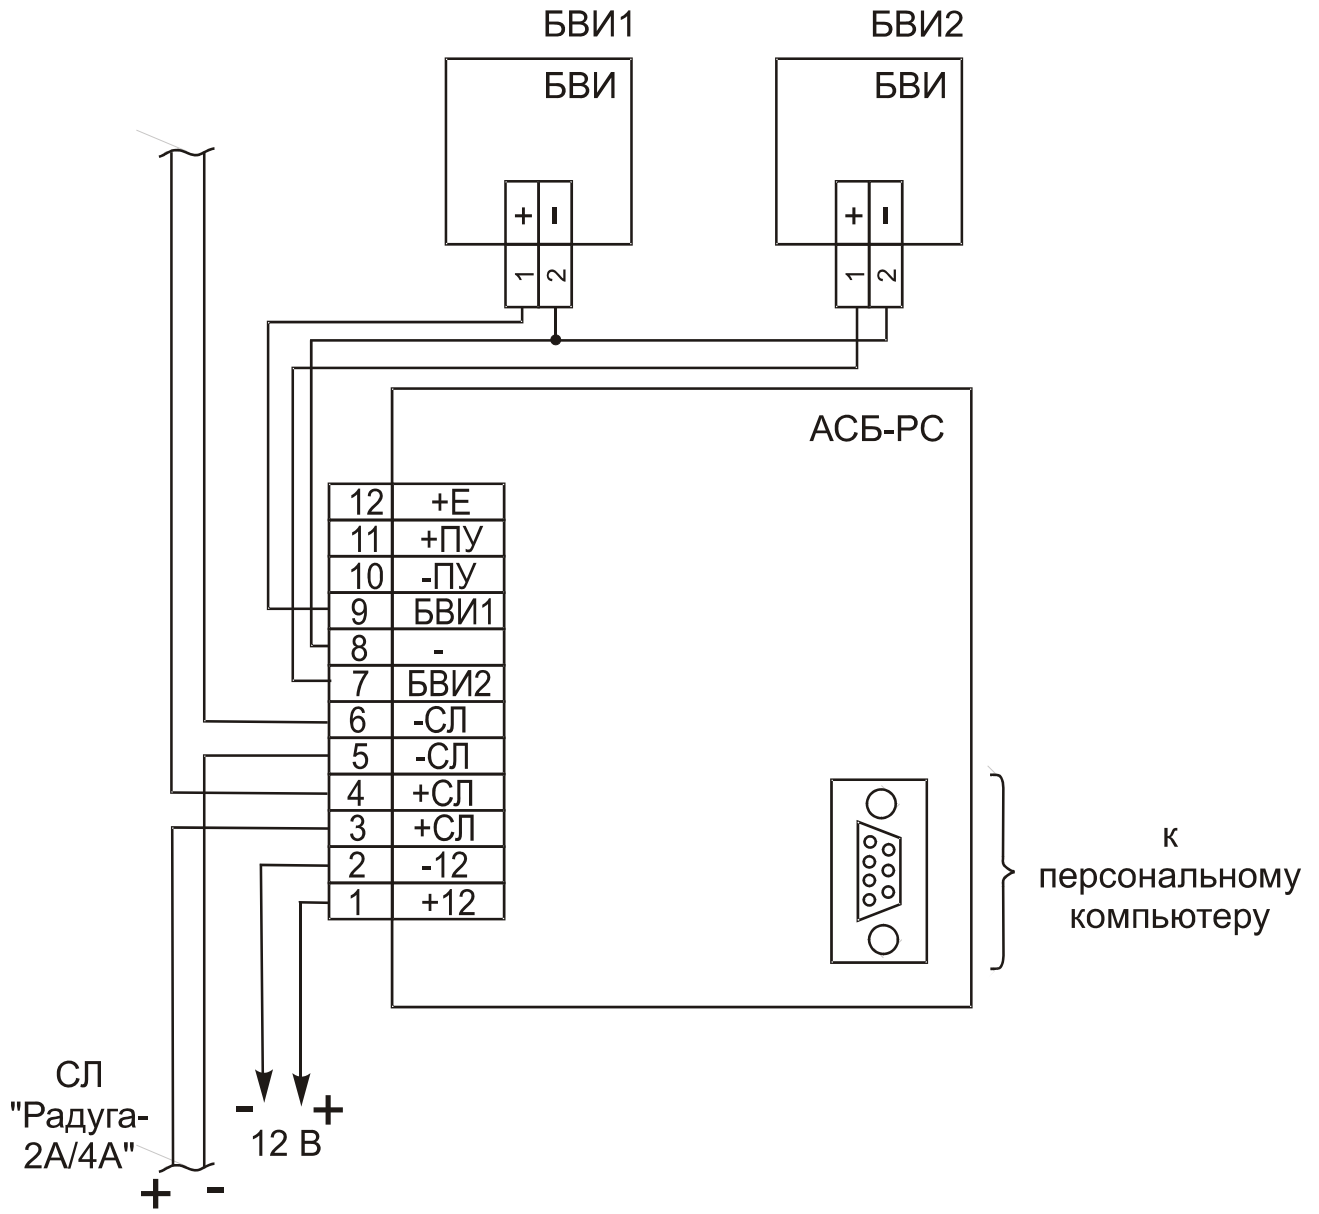 БВИ1
БВИ2
БВИ
БВИ
+ -
+ -
1 2
1 2
АСБ-РС
12 +Е
11 +ПУ
10 -ПУ
9 БВИ1
8 -
7 БВИ2
6 -СЛ
5 -СЛ
4 +СЛ
3 +СЛ
2 -12
1 +12
к
персональному
компьютеру
СЛ
"Радуга-
2А/4А"
+ -
- +
12 В